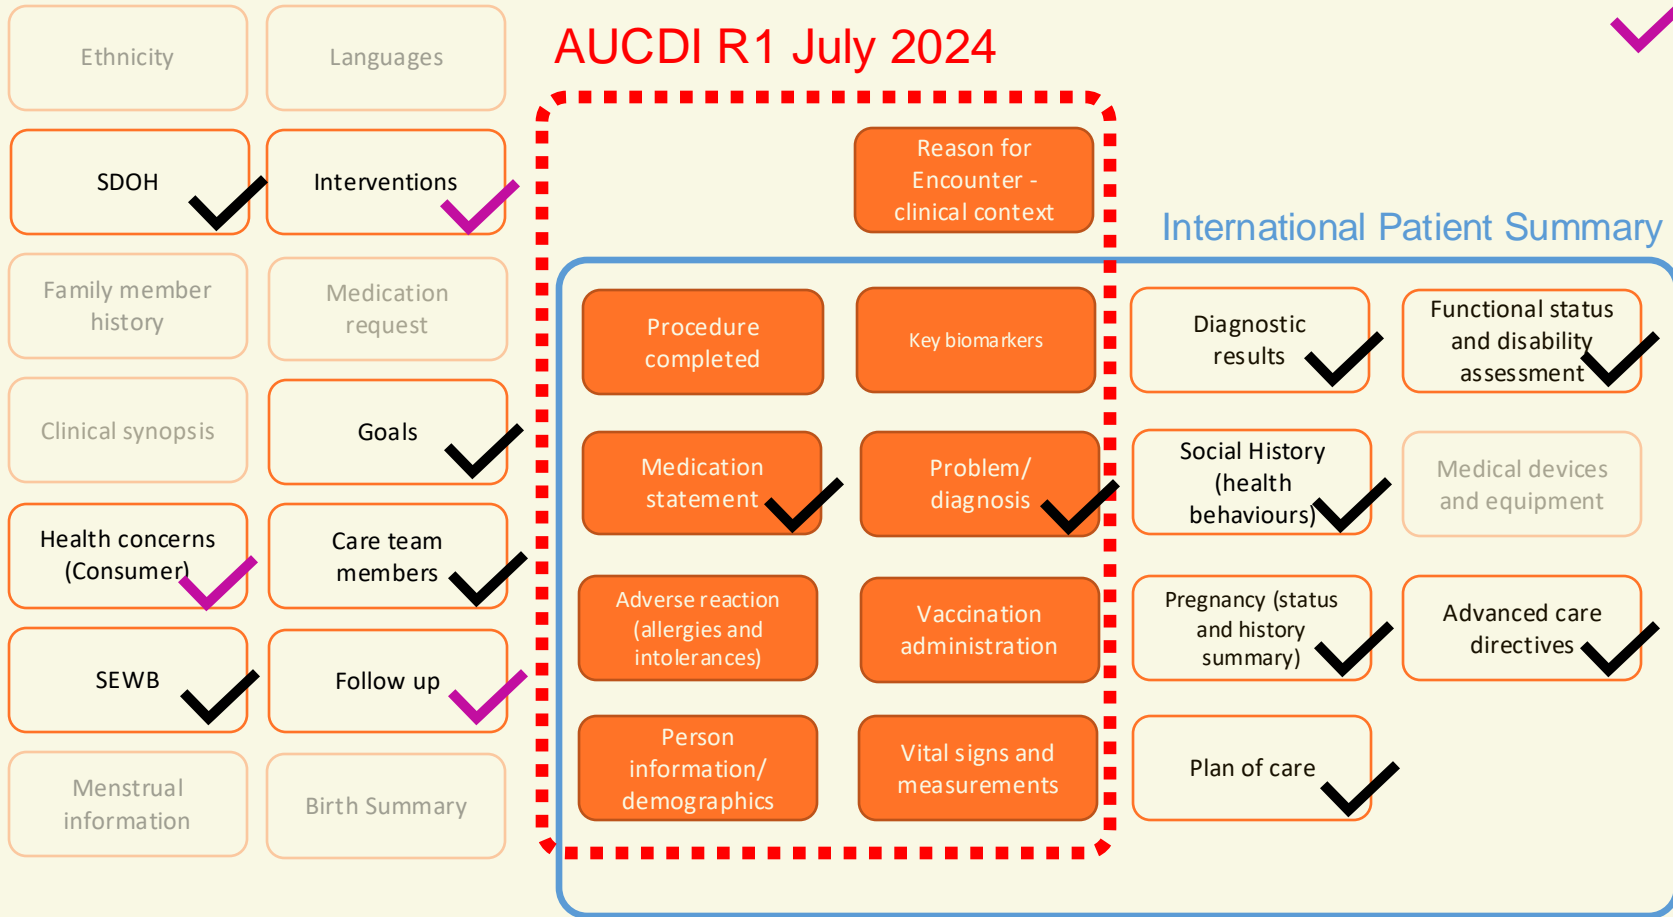 Ethnicity
Languages
AUCDI R1 July 2024
SDOH
Interventions
Reason for
Encounter -
clinical context
International Patient Summary
Family member
history
Medication
request
Procedure
completed
Key biomarkers
Diagnostic
results
Functional status
and disability
assessment
Clinical synopsis
Goals
Medication
statement
Problem/
diagnosis
Social History
(health
behaviours)
Medical devices
and equipment
Health concerns
(Consumer)
Care team
members
Adverse reaction
(allergies and
intolerances)
Vaccination
administration
Pregnancy (status
and history
summary)
Advanced care
directives
SEWB
Follow up
Person
information/
demographics
Vital signs and
measurements
Plan of care
Menstrual
information
Birth Summary